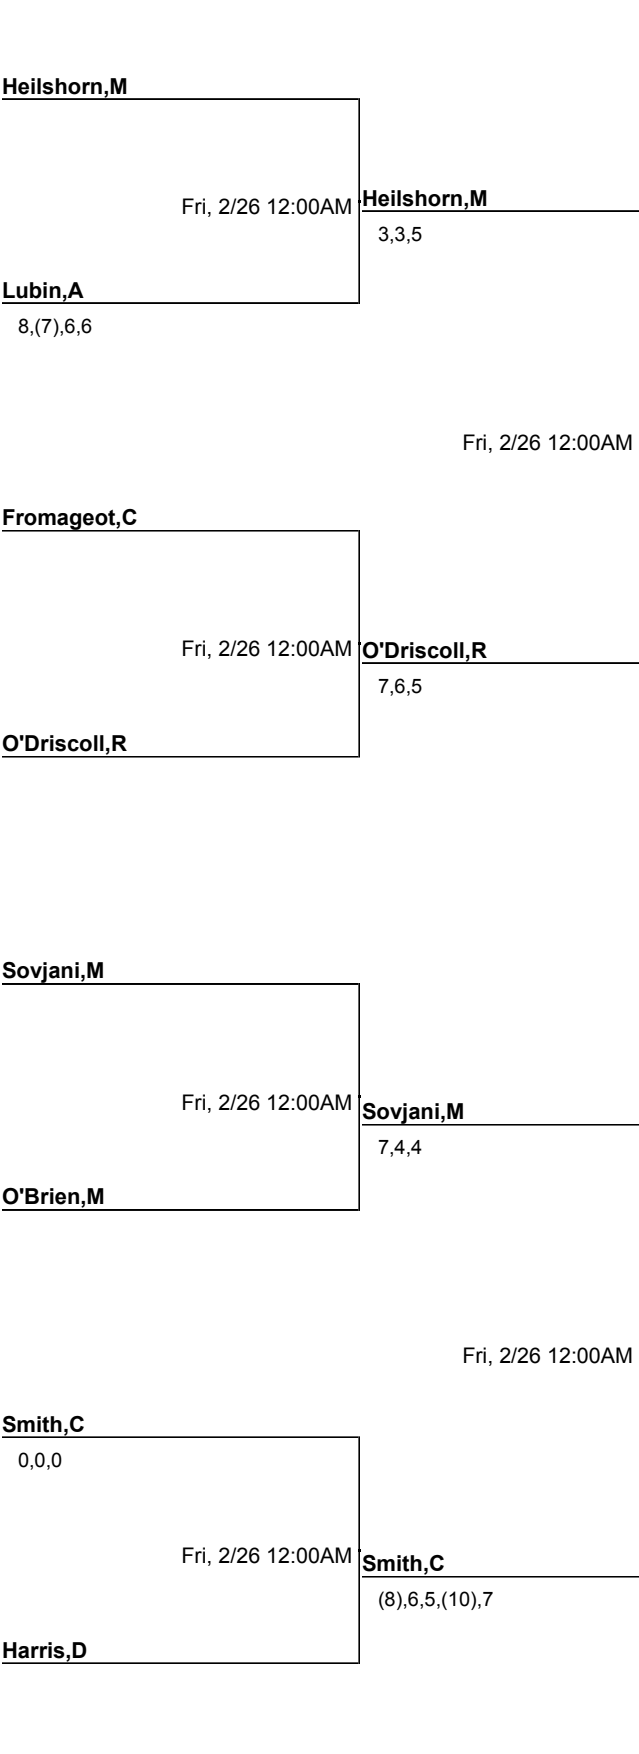 Heilshorn,M
Fri, 2/26 12:00AM
Heilshorn,M
3,3,5
Lubin,A
8,(7),6,6
Fri, 2/26 12:00AM
Fromageot,C
Fri, 2/26 12:00AM
O'Driscoll,R
7,6,5
O'Driscoll,R
Sovjani,M
Fri, 2/26 12:00AM
Sovjani,M
7,4,4
O'Brien,M
Fri, 2/26 12:00AM
Smith,C
0,0,0
Fri, 2/26 12:00AM
Smith,C
(8),6,5,(10),7
Harris,D